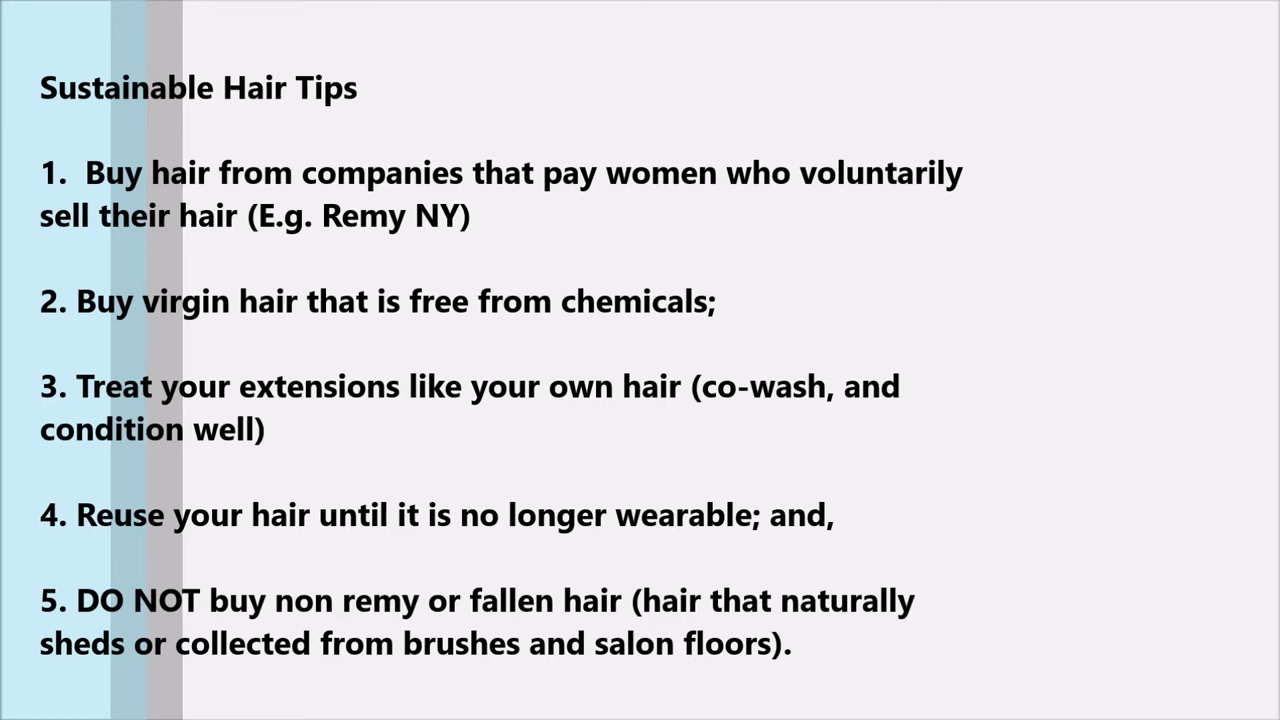 Sustainable Hair Tips
1.  Buy hair from companies that pay women who voluntarily
sell their hair (E.g. Remy NY)
2. Buy virgin hair that is free from chemicals;
3. Treat your extensions like your own hair (co-wash, and
condition well)
4. Reuse your hair until it is no longer wearable; and,
5. DO NOT buy non remy or fallen hair (hair that naturally
sheds or collected from brushes and salon floors).